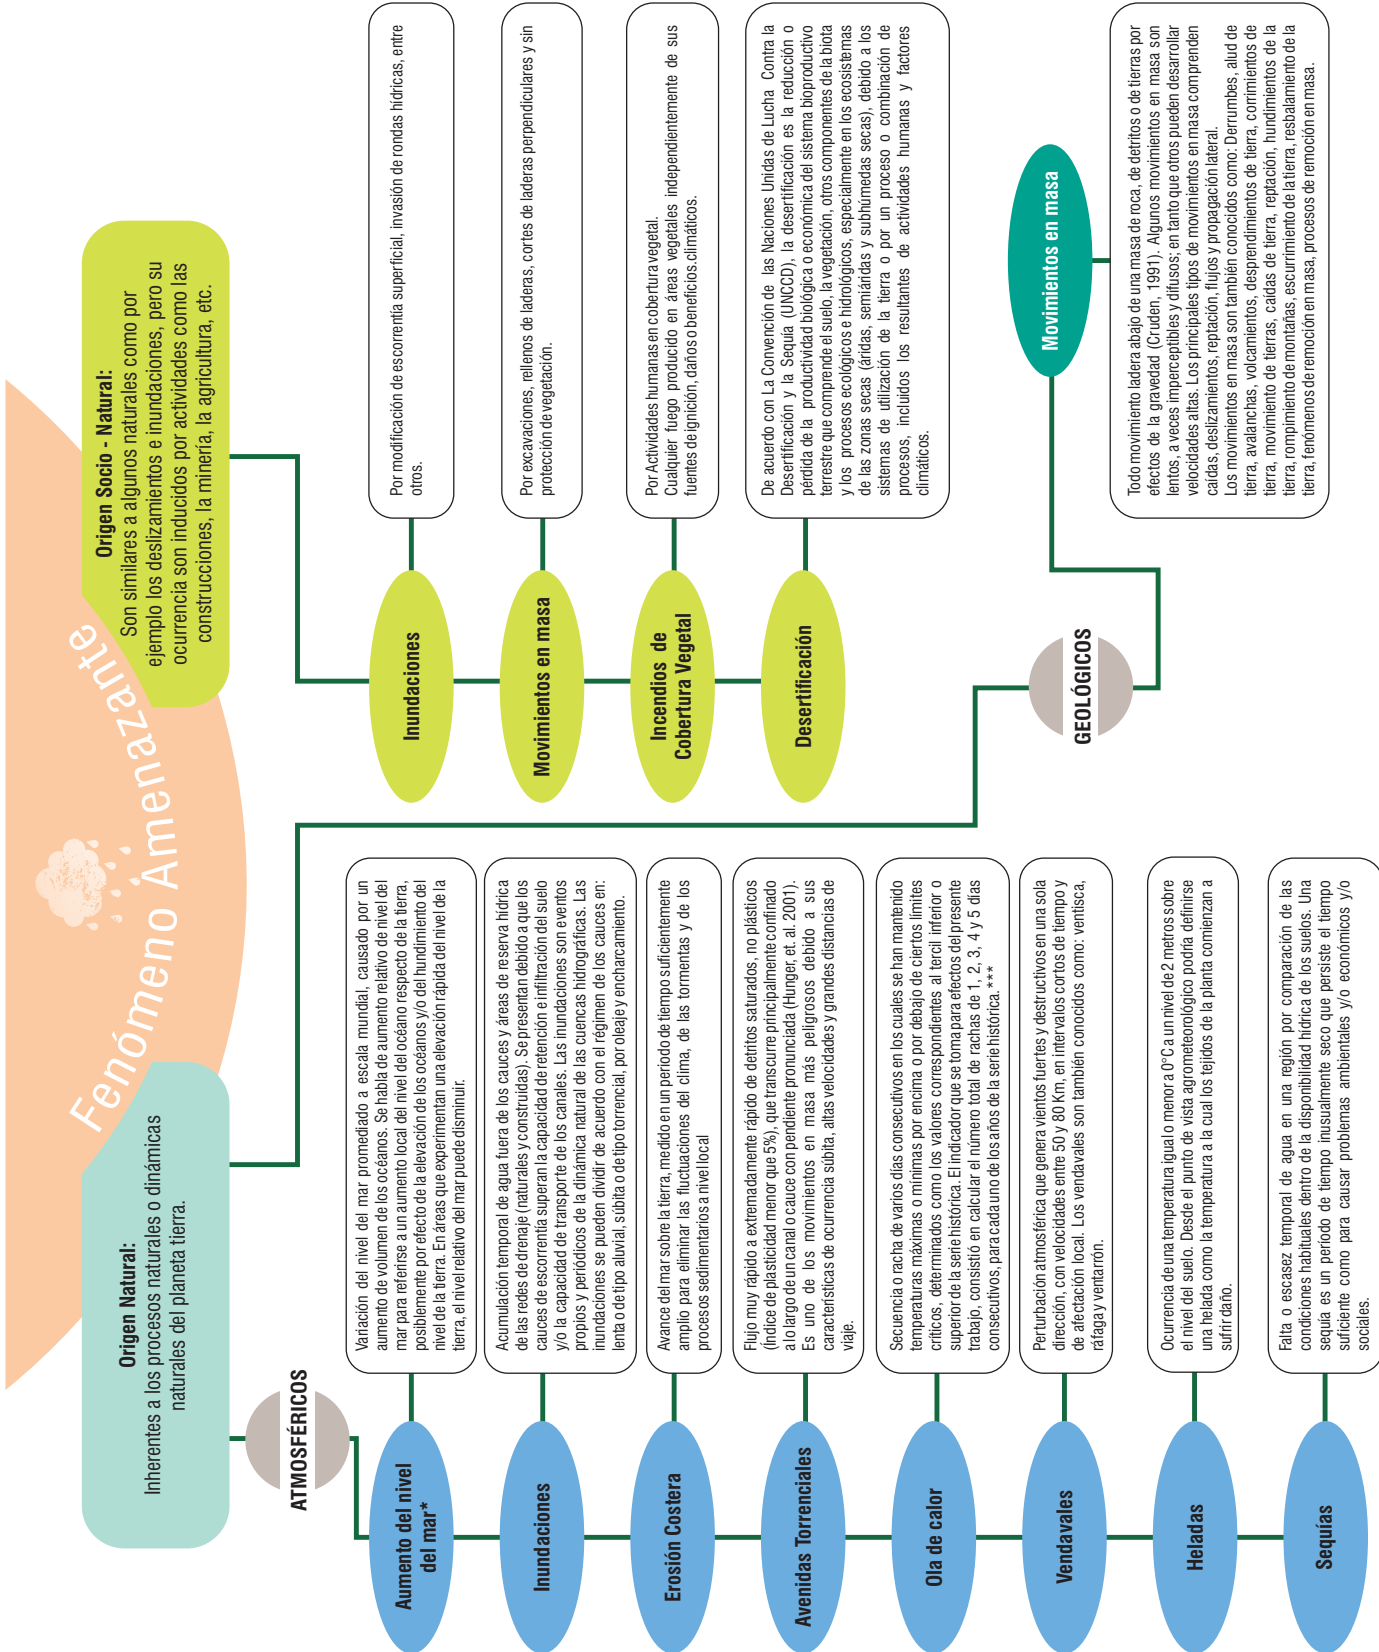 Fenómeno Amenazante
Origen Natural:
Inherentes a los procesos naturales o dinámicas
naturales del planeta tierra.
ATMOSFÉRICOS
Aumento del nivel
del mar*
Variación del nivel del mar promediado a escala mundial, causado por un
aumento de volumen de los océanos. Se habla de aumento relativo de nivel del
mar para referirse a un aumento local del nivel del océano respecto de la tierra,
posiblemente por efecto de la elevación de los océanos y/o del hundimiento del
nivel de la tierra. En áreas que experimentan una elevación rápida del nivel de la
tierra, el nivel relativo del mar puede disminuir.
Inundaciones
Acumulación temporal de agua fuera de los cauces y áreas de reserva hídrica
de las redes de drenaje (naturales y construidas). Se presentan debido a que los
cauces de escorrentía superan la capacidad de retención e infiltración del suelo
y/o la capacidad de transporte de los canales. Las inundaciones son eventos
propios y periódicos de la dinámica natural de las cuencas hidrográficas. Las
inundaciones se pueden dividir de acuerdo con el régimen de los cauces en:
lenta o de tipo aluvial, súbita o de tipo torrencial, por oleaje y encharcamiento.
Erosión Costera
Avance del mar sobre la tierra, medido en un periodo de tiempo suficientemente
amplio para eliminar las fluctuaciones del clima, de las tormentas y de los
procesos sedimentarios a nivel local
Avenidas Torrenciales
Flujo muy rápido a extremadamente rápido de detritos saturados, no plásticos
(Índice de plasticidad menor que 5%), que transcurre principalmente confinado
a lo largo de un canal o cauce con pendiente pronunciada (Hunger, et. al. 2001).
Es uno de los movimientos en masa más peligrosos debido a sus
características de ocurrencia súbita, altas velocidades y grandes distancias de
viaje.
Ola de calor
Secuencia o racha de varios días consecutivos en los cuales se han mantenido
temperaturas máximas o mínimas por encima o por debajo de ciertos límites
críticos, determinados como los valores correspondientes al tercil inferior o
superior de la serie histórica. El indicador que se toma para efectos del presente
trabajo, consistió en calcular el número total de rachas de 1, 2, 3, 4 y 5 días
consecutivos, para cada uno de los años de la serie histórica.***
Vendavales
Perturbación atmosférica que genera vientos fuertes y destructivos en una sola
dirección, con velocidades entre 50 y 80 Km, en intervalos cortos de tiempo y
de afectación local. Los vendavales son también conocidos como: ventisca,
ráfaga y ventarrón.
Heladas
Ocurrencia de una temperatura igual o menor a 0°C a un nivel de 2 metros sobre
el nivel del suelo. Desde el punto de vista agrometeorológico podría definirse
una helada como la temperatura a la cual los tejidos de la planta comienzan a
sufrir daño.
Sequías
Falta o escasez temporal de agua en una región por comparación de las
condiciones habituales dentro de la disponibilidad hídrica de los suelos. Una
sequía es un período de tiempo inusualmente seco que persiste el tiempo
suficiente como para causar problemas ambientales y/o económicos y/o
sociales.
Origen Socio - Natural:
Son similares a algunos naturales como por
ejemplo los deslizamientos e inundaciones, pero su
ocurrencia son inducidos por actividades como las
construcciones, la minería, la agricultura, etc.
Inundaciones
Por modificación de escorrentía superficial, invasión de rondas hídricas, entre
otros.
Movimientos en masa
Por excavaciones, rellenos de ladera, cortes de laderas perpendiculares y sin
protección de vegetación.
Incendios de
Cobertura Vegetal
Por Actividades humanas en cobertura vegetal.
Cualquier fuego producido en áreas vegetales independientemente de sus
fuentes de ignición, daños o beneficios.climáticos.
Desertificación
De acuerdo con La Convención de las Naciones Unidas de Lucha Contra la
Desertificación y la Sequía (UNCCD), la desertificación es la reducción o
pérdida de la productividad biológica o económica del sistema bioproductivo
terrestre que comprende el suelo, la vegetación, otros componentes de la biota
y los procesos ecológicos e hidrológicos, especialmente en los ecosistemas
de las zonas secas (áridas, semiáridas y subhúmedas secas), debido a los
sistemas de utilización de la tierra o por un proceso o combinación de
procesos, incluidos los resultantes de actividades humanas y factores
climáticos.
GEOLÓGICOS
Movimientos en masa
Todo movimiento ladera abajo de una masa de roca, de detritos o de tierras por
efectos de la gravedad (Cruden, 1991). Algunos movimientos en masa son
lentos, a veces imperceptibles y difusos; en tanto que otros pueden desarrollar
velocidades altas. Los principales tipos de movimientos en masa comprenden
caídas, deslizamientos, reptación, flujos y propagación lateral.
Los movimientos en masa son también conocidos como: Derrumbes, alud de
tierra, avalanchas, volcamientos, desprendimientos de tierra, corrimientos de
tierra, movimiento de tierras, caídas de tierra, reptación, hundimientos de la
tierra, rompimiento de montañas, escurrimiento de la tierra, resbalamiento de la
tierra, fenómenos de remoción en masa, procesos de remoción en masa.